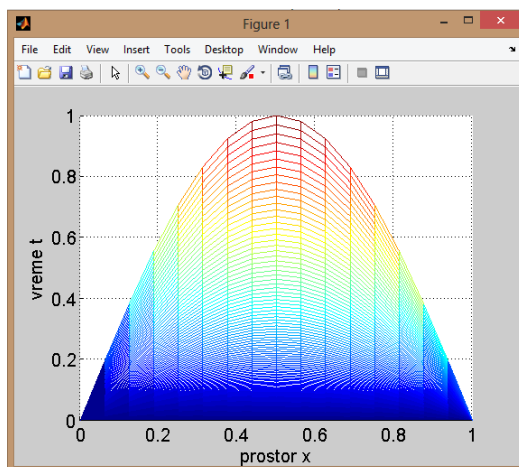 Figure 1
File Edit View Insert Tools Desktop Window Help
1
0.8
0.6
0.4
0.2
0
vreme t
0 0.2 0.4 0.6 0.8 1
prostor x